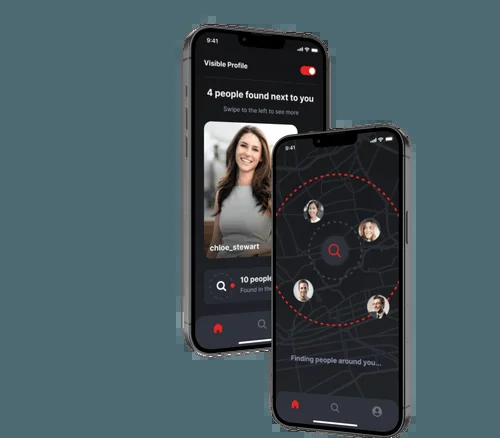 9:41
Visible Profile
4 people found next to you
Swipe to the left to see more
chloe_stewart
10 people
Found in the
9:41
Finding people around you...